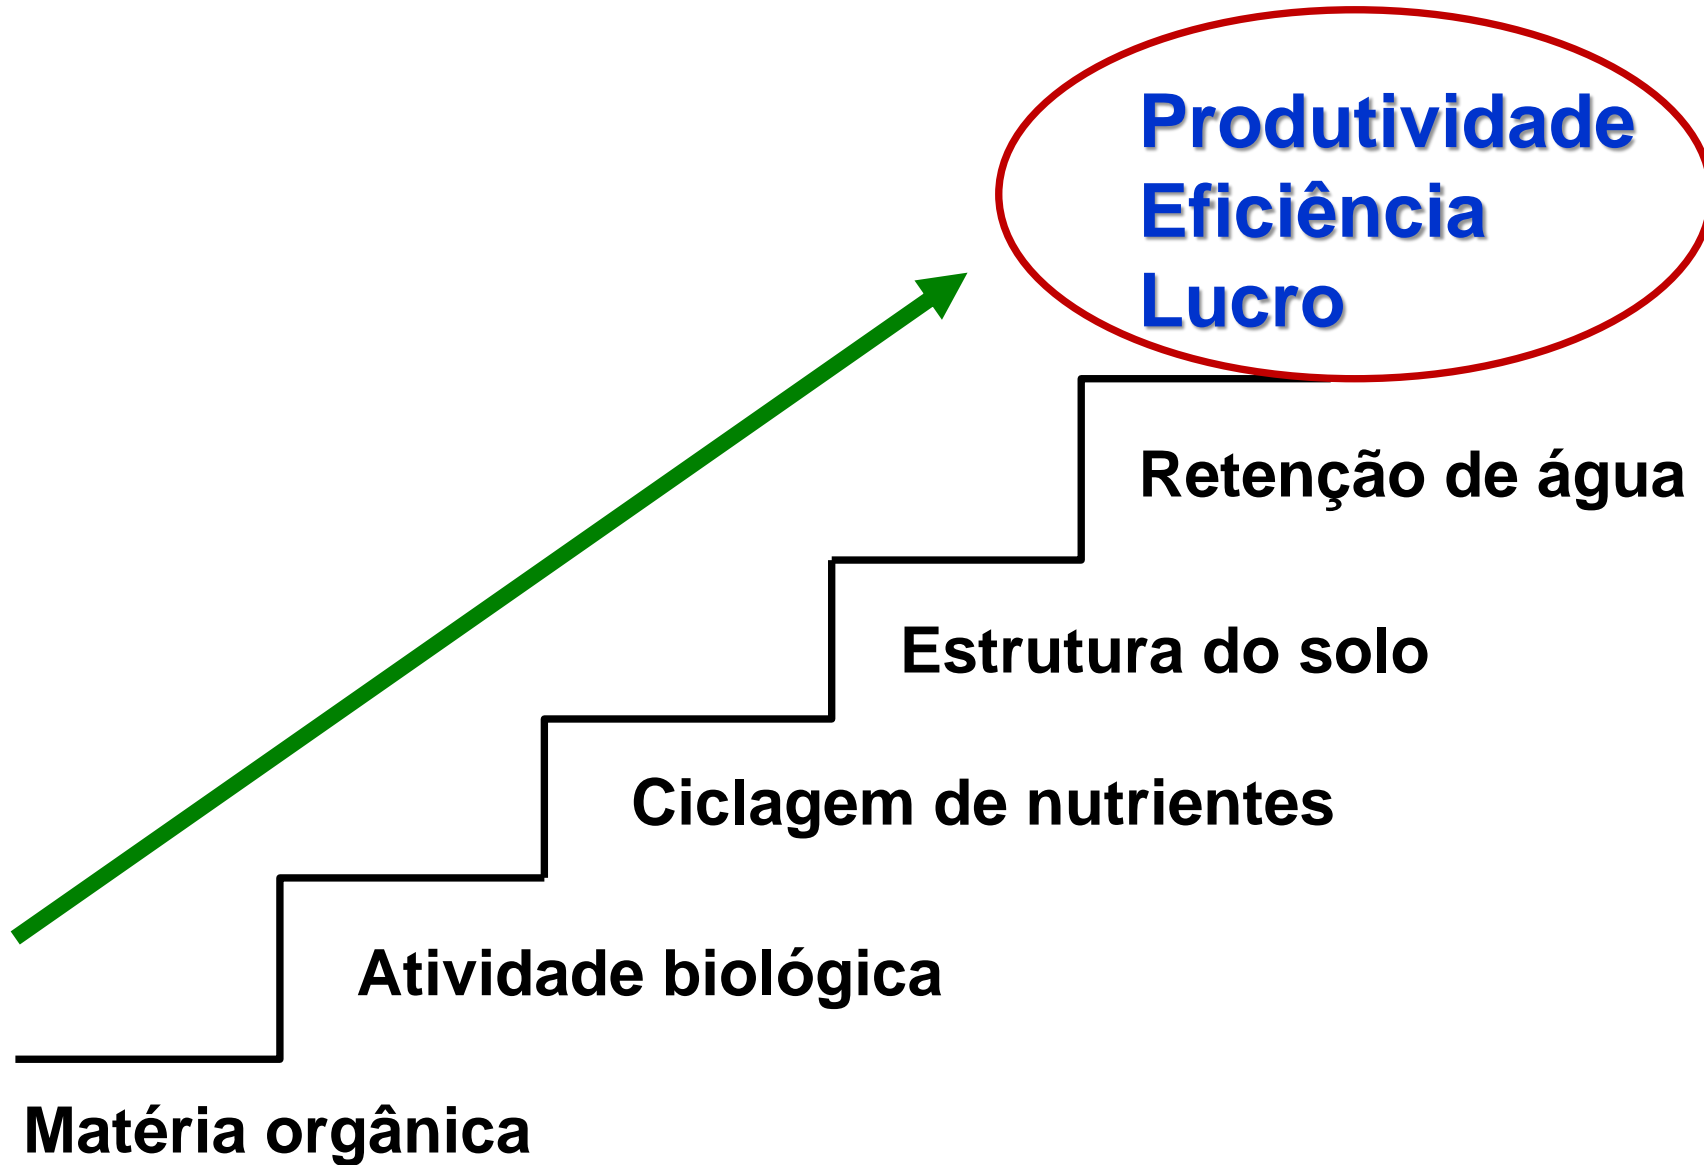 Produtividade
Eficiência
Lucro
Retenção de água
Estrutura do solo
Ciclagem de nutrientes
Atividade biológica
Matéria orgânica